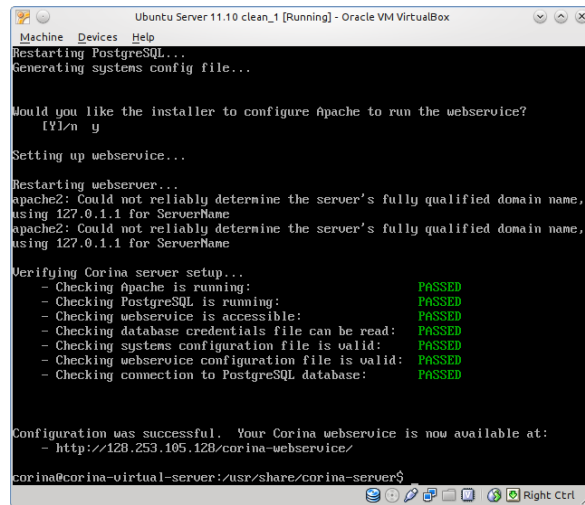 Ubuntu Server 11.10 clean_1 [Running] - Oracle VM VirtualBox
Machine Devices Help
Restarting PostgreSQL...
Generating systems config file...
Would you like the installer to configure Apache to run the webservice?
[Y]/n y
Setting up webservice...
Restarting webserver...
apache2: Could not reliably determine the server's fully qualified domain name,
using 127.0.1.1 for ServerName
apache2: Could not reliably determine the server's fully qualified domain name,
using 127.0.1.1 for ServerName
Verifying Corina server setup...
- Checking Apache is running: PASSED
- Checking PostgreSQL is running: PASSED
- Checking webservice is accessible: PASSED
- Checking database credentials file can be read: PASSED
- Checking systems configuration file is valid: PASSED
- Checking webservice configuration file is valid: PASSED
- Checking connection to PostgreSQL database: PASSED
Configuration was successful. Your Corina webservice is now available at:
- http://128.253.105.128/corina-webservice/
corina@corina-virtual-server:/usr/share/corina-server$ _
Right Ctrl